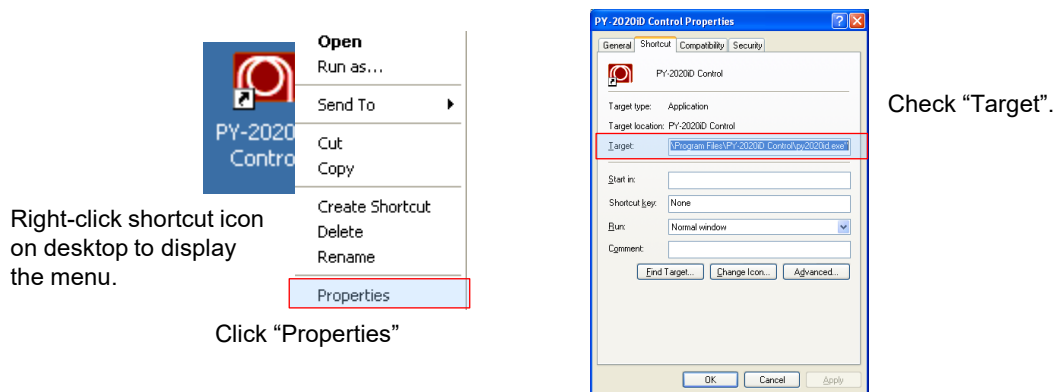 PY-2020
Contro
Open
Run as...
Send To
Cut
Copy
Create Shortcut
Delete
Rename
Properties
Right-click shortcut icon
on desktop to display
the menu.
Click “Properties”
PY-2020iD Control Properties
General Shortcut Compatibility Security
PY-2020iD Control
Target type: Application
Target location: PY-2020iD Control
Target: \Program Files\PY-2020iD Control\py2020id.exe"
Start in:
Shortcut key: None
Run: Normal window
Comment:
Find Target... Change Icon... Advanced...
OK Cancel Apply
Check “Target”.